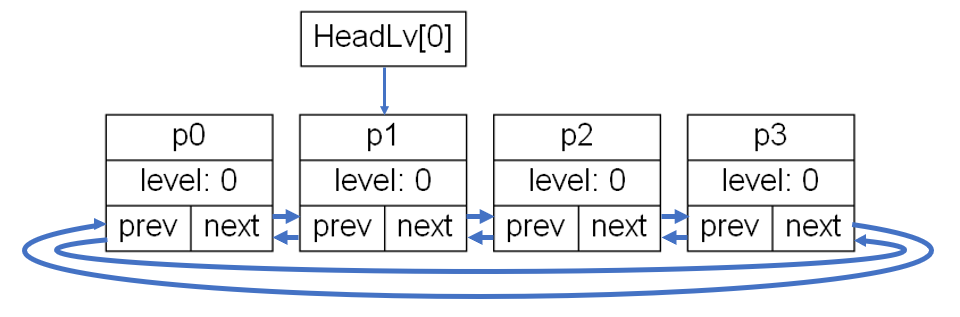 HeadLv[0]
p0 p1 p2 p3
level: 0 level: 0 level: 0 level: 0
prev next prev next prev next prev next